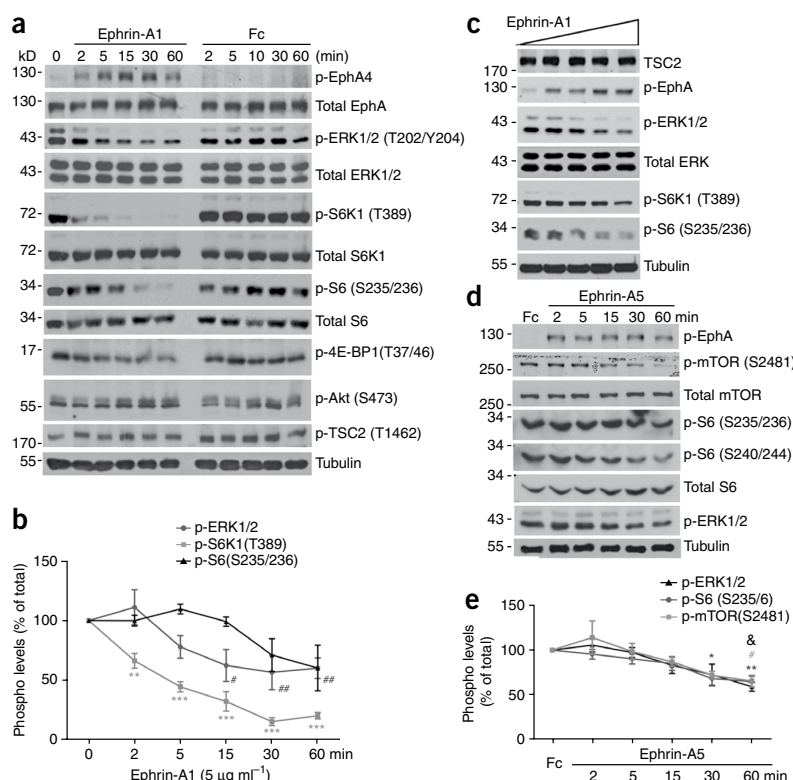 a
Ephrin-A1 Fc
kD 0 2 5 15 30 60 2 5 10 30 60 (min)
130- p-EphA4
130- Total EphA
43- p-ERK1/2 (T202/Y204)
43- Total ERK1/2
72- p-S6K1 (T389)
72- Total S6K1
34- p-S6 (S235/236)
34- Total S6
17- p-4E-BP1(T37/46)
55- p-Akt (S473)
170- p-TSC2 (T1462)
55- Tubulin
b
p-ERK1/2
p-S6K1(T389)
p-S6(S235/236)
Phospho levels (% of total)
150
100
50
0
** *** *** *** ***
# ## ##
0 2 5 15 30 60 min
Ephrin-A1 (5 µg ml−1)
c
Ephrin-A1
170- TSC2
130- p-EphA
43- p-ERK1/2
43- Total ERK
72- p-S6K1 (T389)
34- p-S6 (S235/236)
55- Tubulin
d
Ephrin-A5
Fc 2 5 15 30 60 min
130- p-EphA
250- p-mTOR (S2481)
250- Total mTOR
34- p-S6 (S235/236)
34- p-S6 (S240/244)
34- Total S6
43- p-ERK1/2
55- Tubulin
e
p-ERK1/2
p-S6 (S235/6)
p-mTOR(S2481)
Phospho levels
(% of total)
150
100
50
0
* & # **
Ephrin-A5
Fc 2 5 15 30 60 min